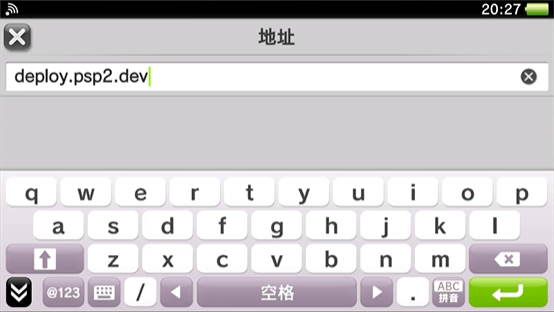 20:27
地址
deploy.psp2.dev
q w e r t y u i o p
a s d f g h j k l
z x c v b n m
@123 / 空格 . ABC
拼音